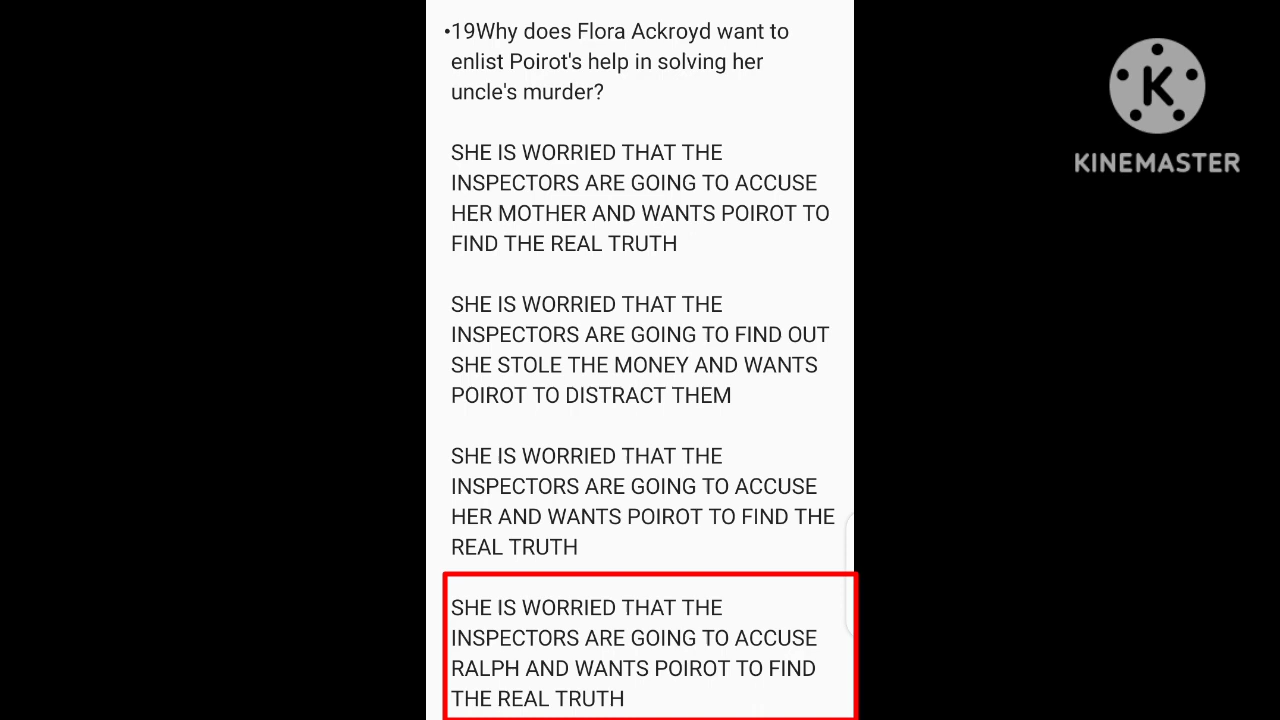 •19Why does Flora Ackroyd want to
enlist Poirot's help in solving her
uncle's murder?
SHE IS WORRIED THAT THE
INSPECTORS ARE GOING TO ACCUSE
HER MOTHER AND WANTS POIROT TO
FIND THE REAL TRUTH
SHE IS WORRIED THAT THE
INSPECTORS ARE GOING TO FIND OUT
SHE STOLE THE MONEY AND WANTS
POIROT TO DISTRACT THEM
SHE IS WORRIED THAT THE
INSPECTORS ARE GOING TO ACCUSE
HER AND WANTS POIROT TO FIND THE
REAL TRUTH
SHE IS WORRIED THAT THE
INSPECTORS ARE GOING TO ACCUSE
RALPH AND WANTS POIROT TO FIND
THE REAL TRUTH
K
KINEMASTER